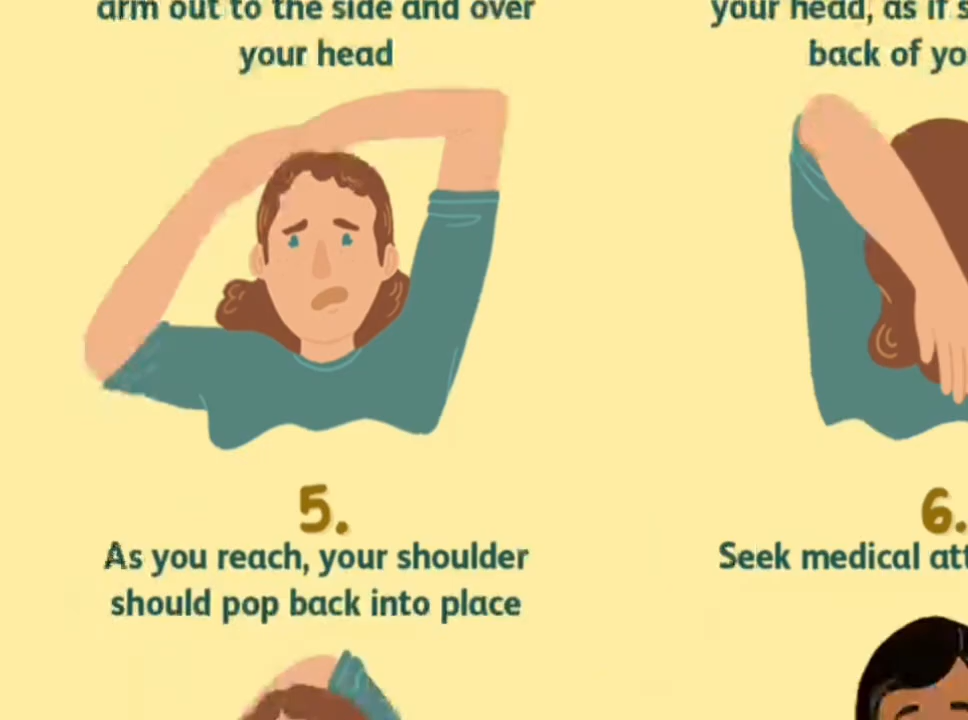 arm out to the side and over
your head
your head, as if
back of
5.
As you reach, your shoulder
should pop back into place
6.
Seek medical